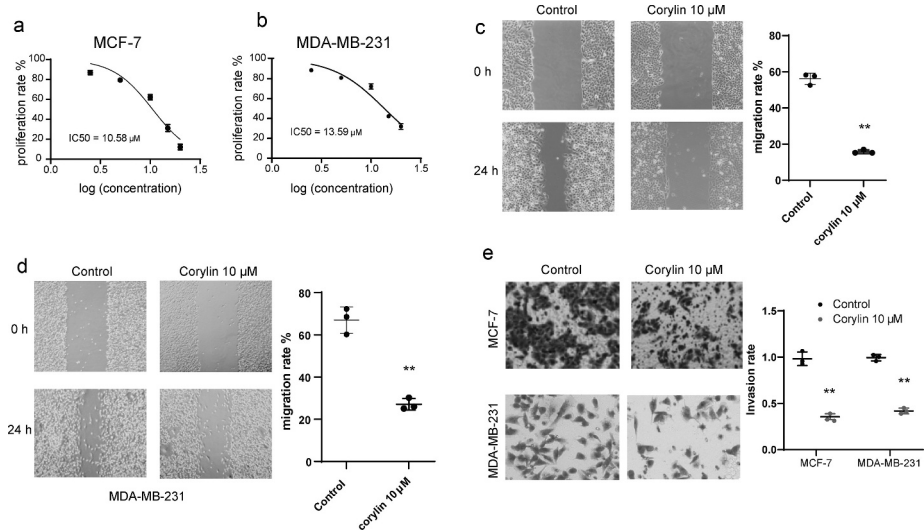 a
MCF-7
proliferation rate %
100
80
60
40
20
0
IC50 = 10.58 µM
0.0
0.5
1.0
1.5
log (concentration)
b
MDA-MB-231
proliferation rate %
100
80
60
40
20
0
IC50 = 13.59 µM
0.0
0.5
1.0
1.5
log (concentration)
c
Control
Corylin 10 µM
0 h
24 h
migration rate %
80
60
40
20
0
**
Control
corylin 10 µM
d
Control
Corylin 10 µM
0 h
24 h
MDA-MB-231
migration rate %
80
60
40
20
0
**
Control
corylin 10 µM
e
Control
Corylin 10 µM
MCF-7
MDA-MB-231
Invasion rate
1.5
1.0
0.5
0.0
Control
Corylin 10 µM
**
**
MCF-7
MDA-MB-231